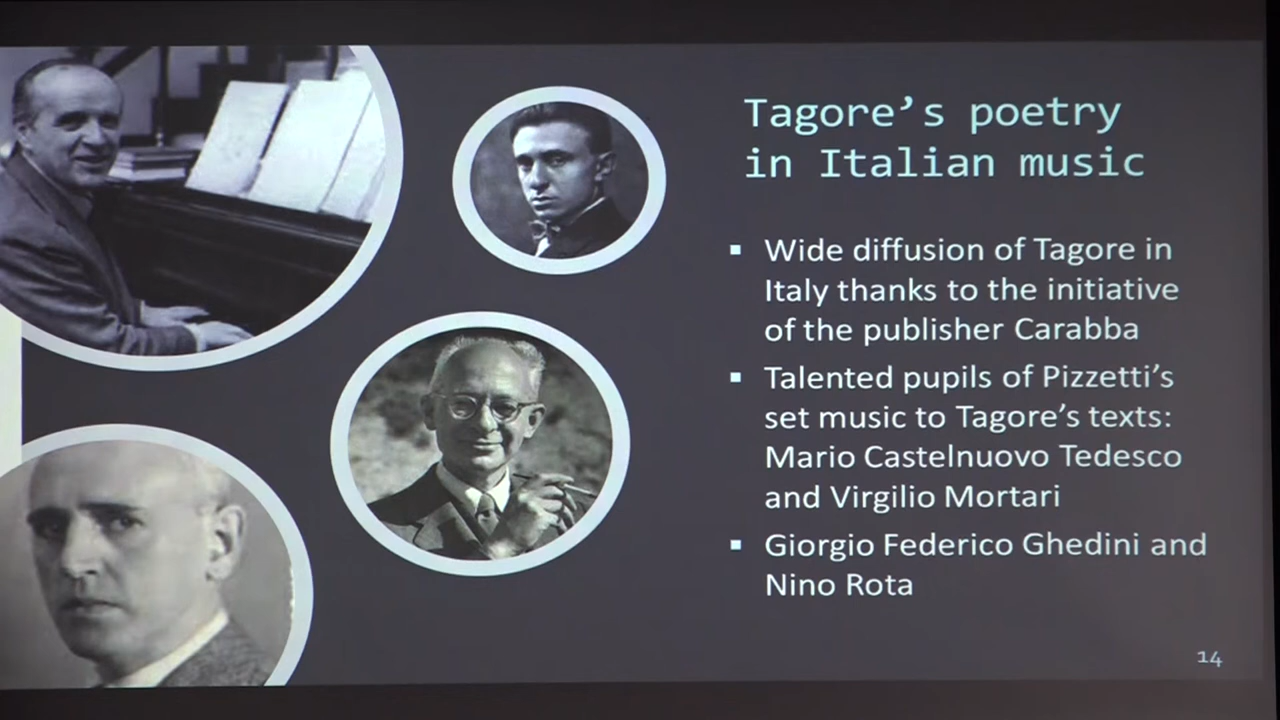 Tagore’s poetry
in Italian music
▪ Wide diffusion of Tagore in
Italy thanks to the initiative
of the publisher Carabba
▪ Talented pupils of Pizzetti’s
set music to Tagore’s texts:
Mario Castelnuovo Tedesco
and Virgilio Mortari
▪ Giorgio Federico Ghedini and
Nino Rota
14